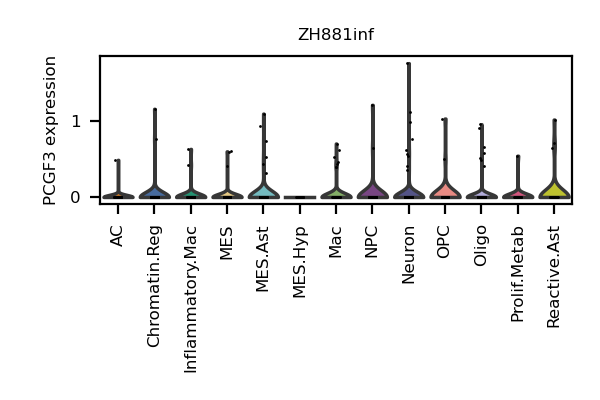 ZH881inf
PCGF3 expression
1
0
AC
Chromatin.Reg
Inflammatory.Mac
MES
MES.Ast
MES.Hyp
Mac
NPC
Neuron
OPC
Oligo
Prolif.Metab
Reactive.Ast